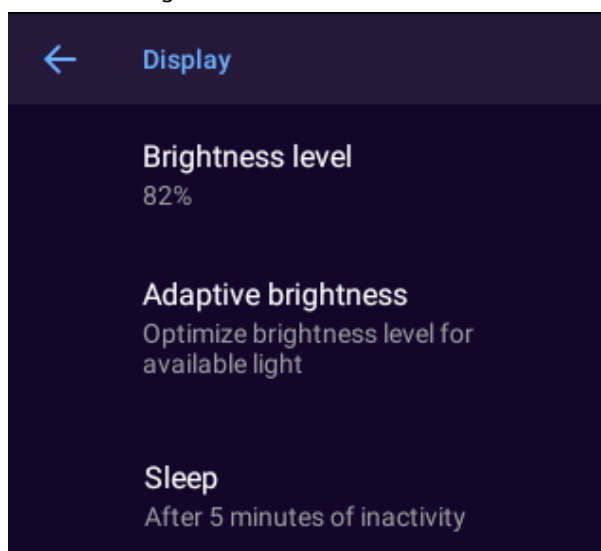 Display
Brightness level
82%
Adaptive brightness
Optimize brightness level for
available light
Sleep
After 5 minutes of inactivity